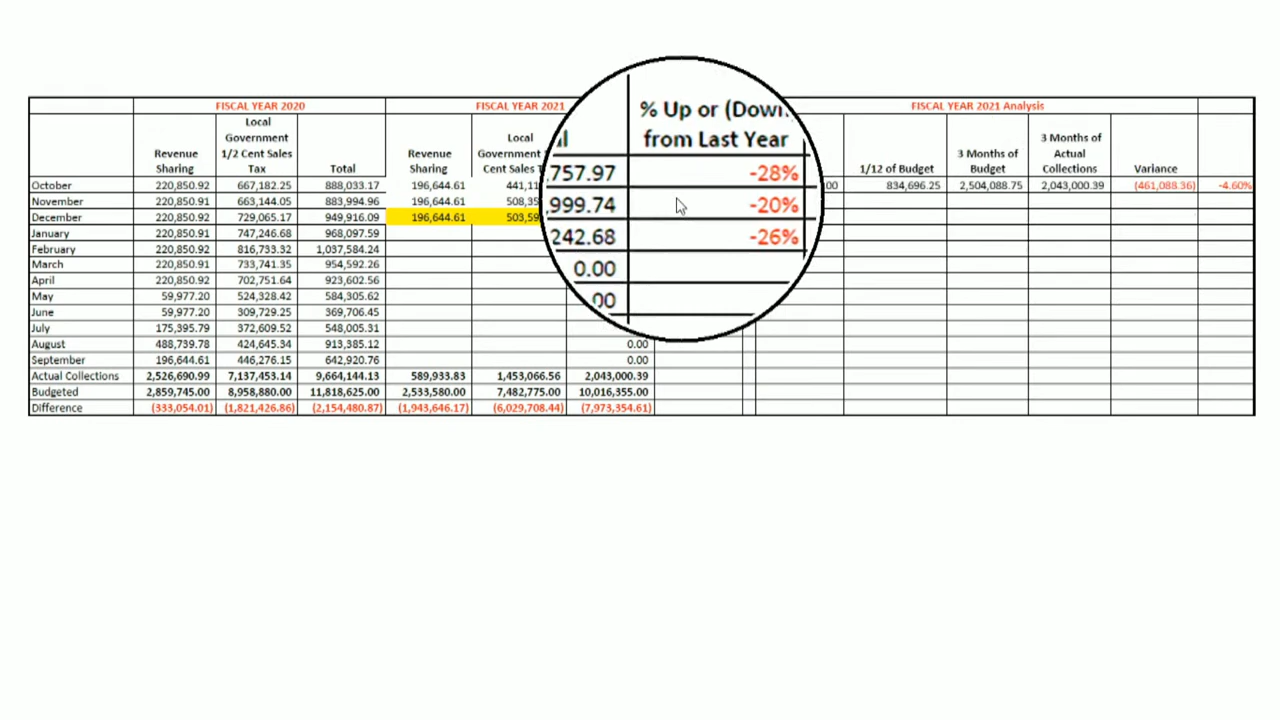 FISCAL YEAR 2020 FISCAL YEAR 2021 FISCAL YEAR 2021 Analysis
Revenue Sharing Local Government 1/2 Cent Sales Tax Total Revenue Sharing Local Government Cent Sales % Up or from Last Year 1/12 of Budget 3 Months of Budget 3 Months of Actual Collections Variance
October 220,850.92 667,182.25 888,033.17 196,644.61 441,11 ,757.97 -28% 00 834,696.25 2,504,088.75 2,043,000.39 (461,088.36) -4.60%
November 220,850.91 663,144.05 883,994.96 196,644.61 508,35 ,999.74 -20%
December 220,850.92 729,065.17 949,916.09 196,644.61 503,59 242.68 -26%
January 220,850.91 747,246.68 968,097.59 0.00
February 220,850.92 816,733.32 1,037,584.24 00
March 220,850.91 733,741.35 954,592.26
April 220,850.92 702,751.64 923,602.56
May 59,977.20 524,328.42 584,305.62
June 59,977.20 309,729.25 369,706.45
July 175,395.79 372,609.52 548,005.31
August 488,739.78 424,645.34 913,385.12 0.00
September 196,644.61 446,276.15 642,920.76 0.00
Actual Collections 2,526,690.99 7,137,453.14 9,664,144.13 589,933.83 1,453,066.56 2,043,000.39
Budgeted 2,859,745.00 8,958,880.00 11,818,625.00 2,533,580.00 7,482,775.00 10,016,355.00
Difference (333,054.01) (1,821,426.86) (2,154,480.87) (1,943,646.17) (6,029,708.44) (7,973,354.61)